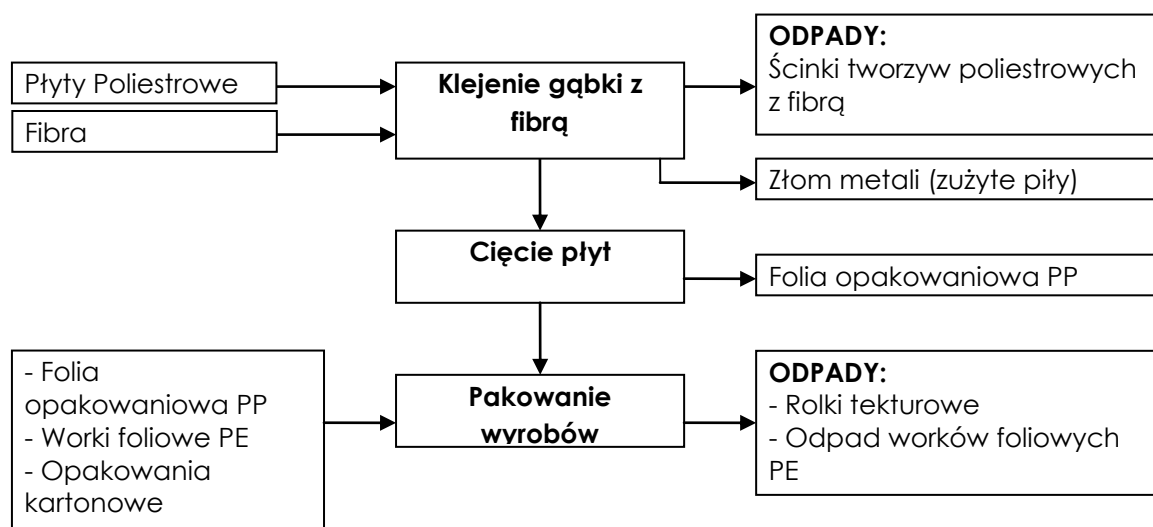 Płyty Poliestrowe
Fibra
Klejenie gąbki z
fibrą
ODPADY:
Ścinki tworzyw poliestrowych
z fibrą
Złom metali (zużyte piły)
Cięcie płyt
Folia opakowaniowa PP
- Folia
opakowaniowa PP
- Worki foliowe PE
- Opakowania
kartonowe
Pakowanie
wyrobów
ODPADY:
- Rolki tekturowe
- Odpad worków foliowych
PE